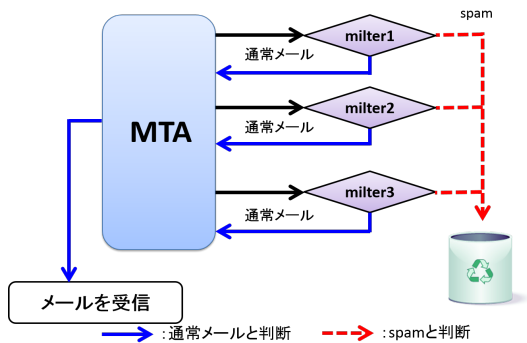 spam
milter1
通常メール
MTA
milter2
通常メール
milter3
通常メール
メールを受信
:通常メールと判断
:spamと判断